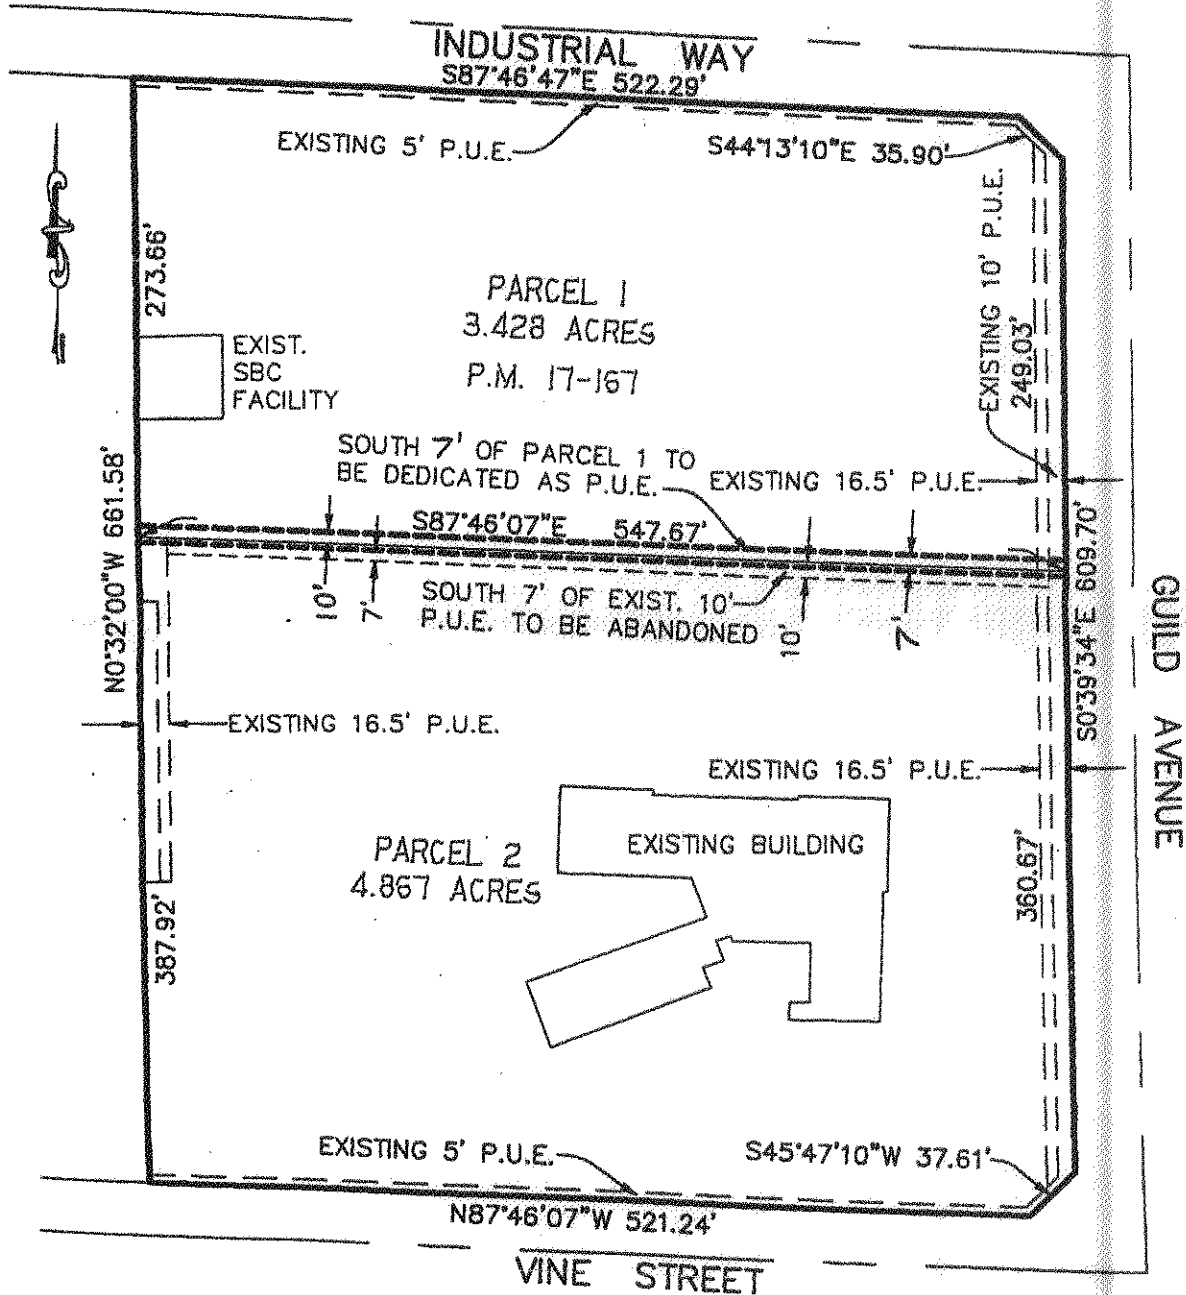 INDUSTRIAL WAY
S87°46'47"E 522.29'
EXISTING 5' P.U.E.
S44°13'10"E 35.90'
EXISTING 10' P.U.E.
249.03'
273.66'
PARCEL 1
3.428 ACRES
P.M. 17-167
EXIST.
SBC
FACILITY
SOUTH 7' OF PARCEL 1 TO
BE DEDICATED AS P.U.E.
EXISTING 16.5' P.U.E.
N0°32'00"W 661.58'
S87°46'07"E 547.67'
S0°39'34"E 609.70'
GUILD AVENUE
10'
7'
SOUTH 7' OF EXIST. 10'
P.U.E. TO BE ABANDONED
10'
7'
EXISTING 16.5' P.U.E.
EXISTING 16.5' P.U.E.
PARCEL 2
4.867 ACRES
EXISTING BUILDING
360.67'
387.92'
EXISTING 5' P.U.E.
S45°47'10"W 37.61'
N87°46'07"W 521.24'
VINE STREET